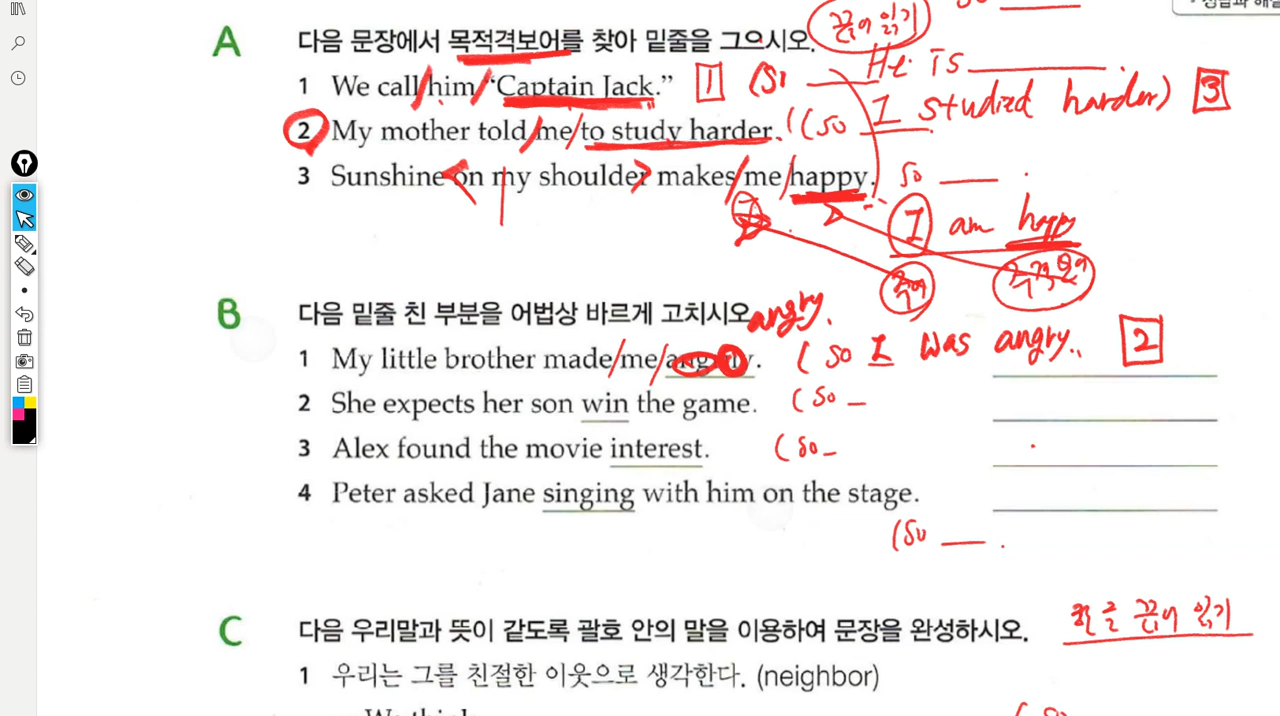 끊어 읽기
A 다음 문장에서 목적격보어를 찾아 밑줄을 그으시오.
He is
1 We call him "Captain Jack." 1 (So
2 My mother told me to study harder. (So I studied harder) 3
3 Sunshine on my shoulder makes me happy. So
I am happy
주어 주격보어
B 다음 밑줄 친 부분을 어법상 바르게 고치시오.
angry.
1 My little brother made me angrily. (So I was angry. 2
2 She expects her son win the game. (So
3 Alex found the movie interest. (So
4 Peter asked Jane singing with him on the stage.
(So
한글 끊어 읽기
C 다음 우리말과 뜻이 같도록 괄호 안의 말을 이용하여 문장을 완성하시오.
1 우리는 그를 친절한 이웃으로 생각한다. (neighbor)
We think
(So